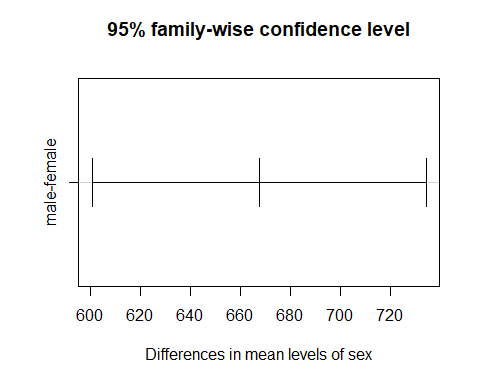 95% family-wise confidence level
male-female
600 620 640 660 680 700 720
Differences in mean levels of sex